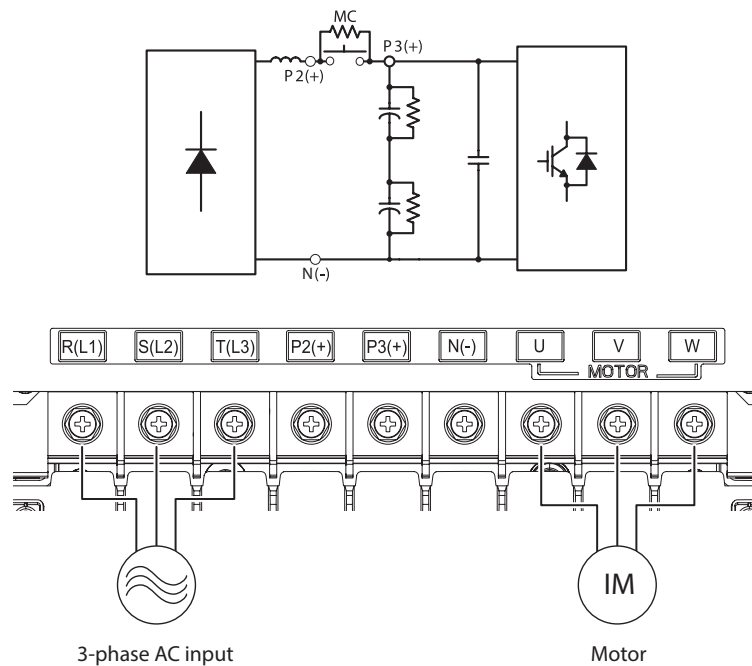 MC
P2(+)
P3(+)
N(-)
R(L1) S(L2) T(L3) P2(+) P3(+) N(-) U V W
MOTOR
IM
3-phase AC input
Motor